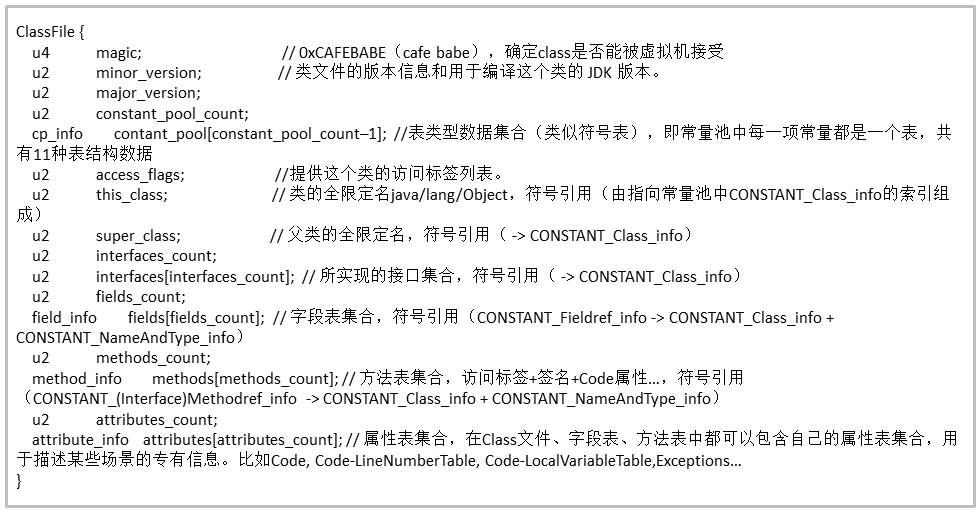 ClassFile {
u4 magic; // 0xCAFEBABE（cafe babe），确定class是否能被虚拟机接受
u2 minor_version; // 类文件的版本信息和用于编译这个类的 JDK 版本。
u2 major_version;
u2 constant_pool_count;
cp_info contant_pool[constant_pool_count–1]; //表类型数据集合（类似符号表），即常量池中每一项常量都是一个表，共
有11种表结构数据
u2 access_flags; //提供这个类的访问标签列表。
u2 this_class; // 类的全限定名java/lang/Object，符号引用（由指向常量池中CONSTANT_Class_info的索引组
成）
u2 super_class; // 父类的全限定名，符号引用（ -> CONSTANT_Class_info）
u2 interfaces_count;
u2 interfaces[interfaces_count]; // 所实现的接口集合，符号引用（ -> CONSTANT_Class_info）
u2 fields_count;
field_info fields[fields_count]; // 字段表集合，符号引用（CONSTANT_Fieldref_info -> CONSTANT_Class_info +
CONSTANT_NameAndType_info）
u2 methods_count;
method_info methods[methods_count]; // 方法表集合，访问标签+签名+Code属性…，符号引用
（CONSTANT_(Interface)Methodref_info -> CONSTANT_Class_info + CONSTANT_NameAndType_info）
u2 attributes_count;
attribute_info attributes[attributes_count]; // 属性表集合，在Class文件、字段表、方法表中都可以包含自己的属性表集合，用
于描述某些场景的专有信息。比如Code, Code-LineNumberTable, Code-LocalVariableTable,Exceptions…
}